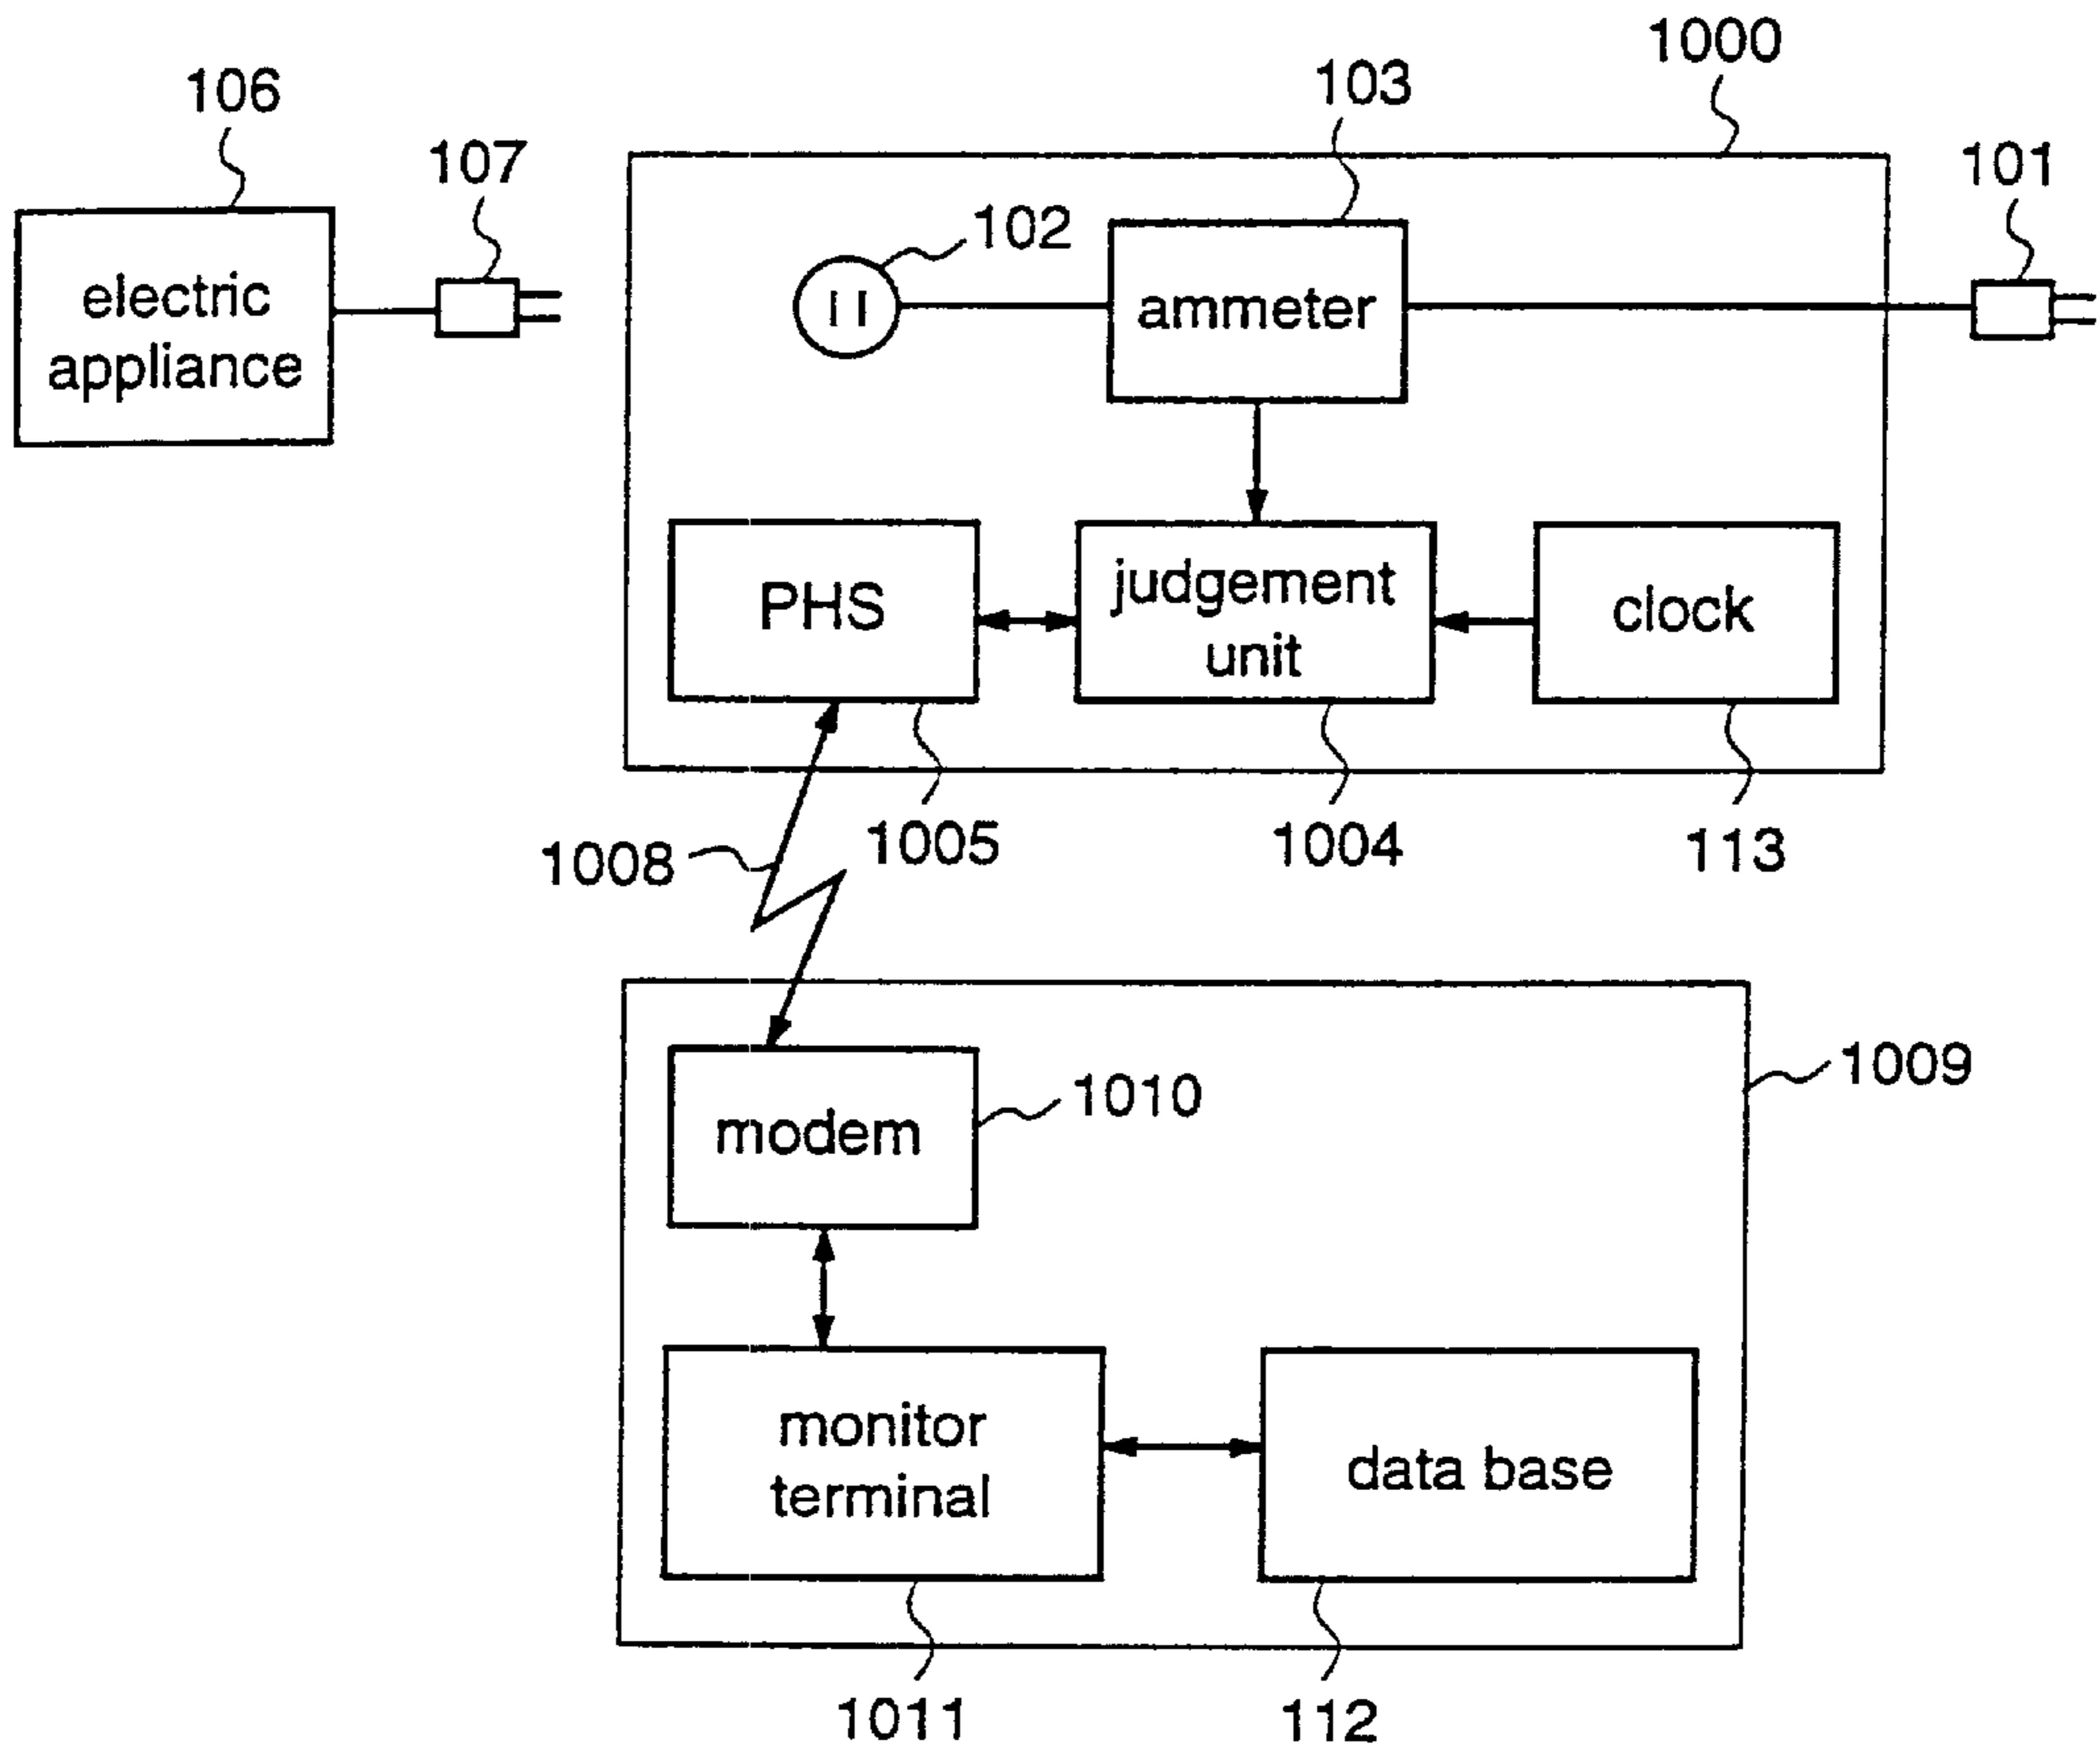 1000
103
106
107
101
102
electric
appliance
ammeter
PHS
judgement
unit
clock
1005
1004
113
1008
1009
modem
1010
monitor
terminal
data base
1011
112